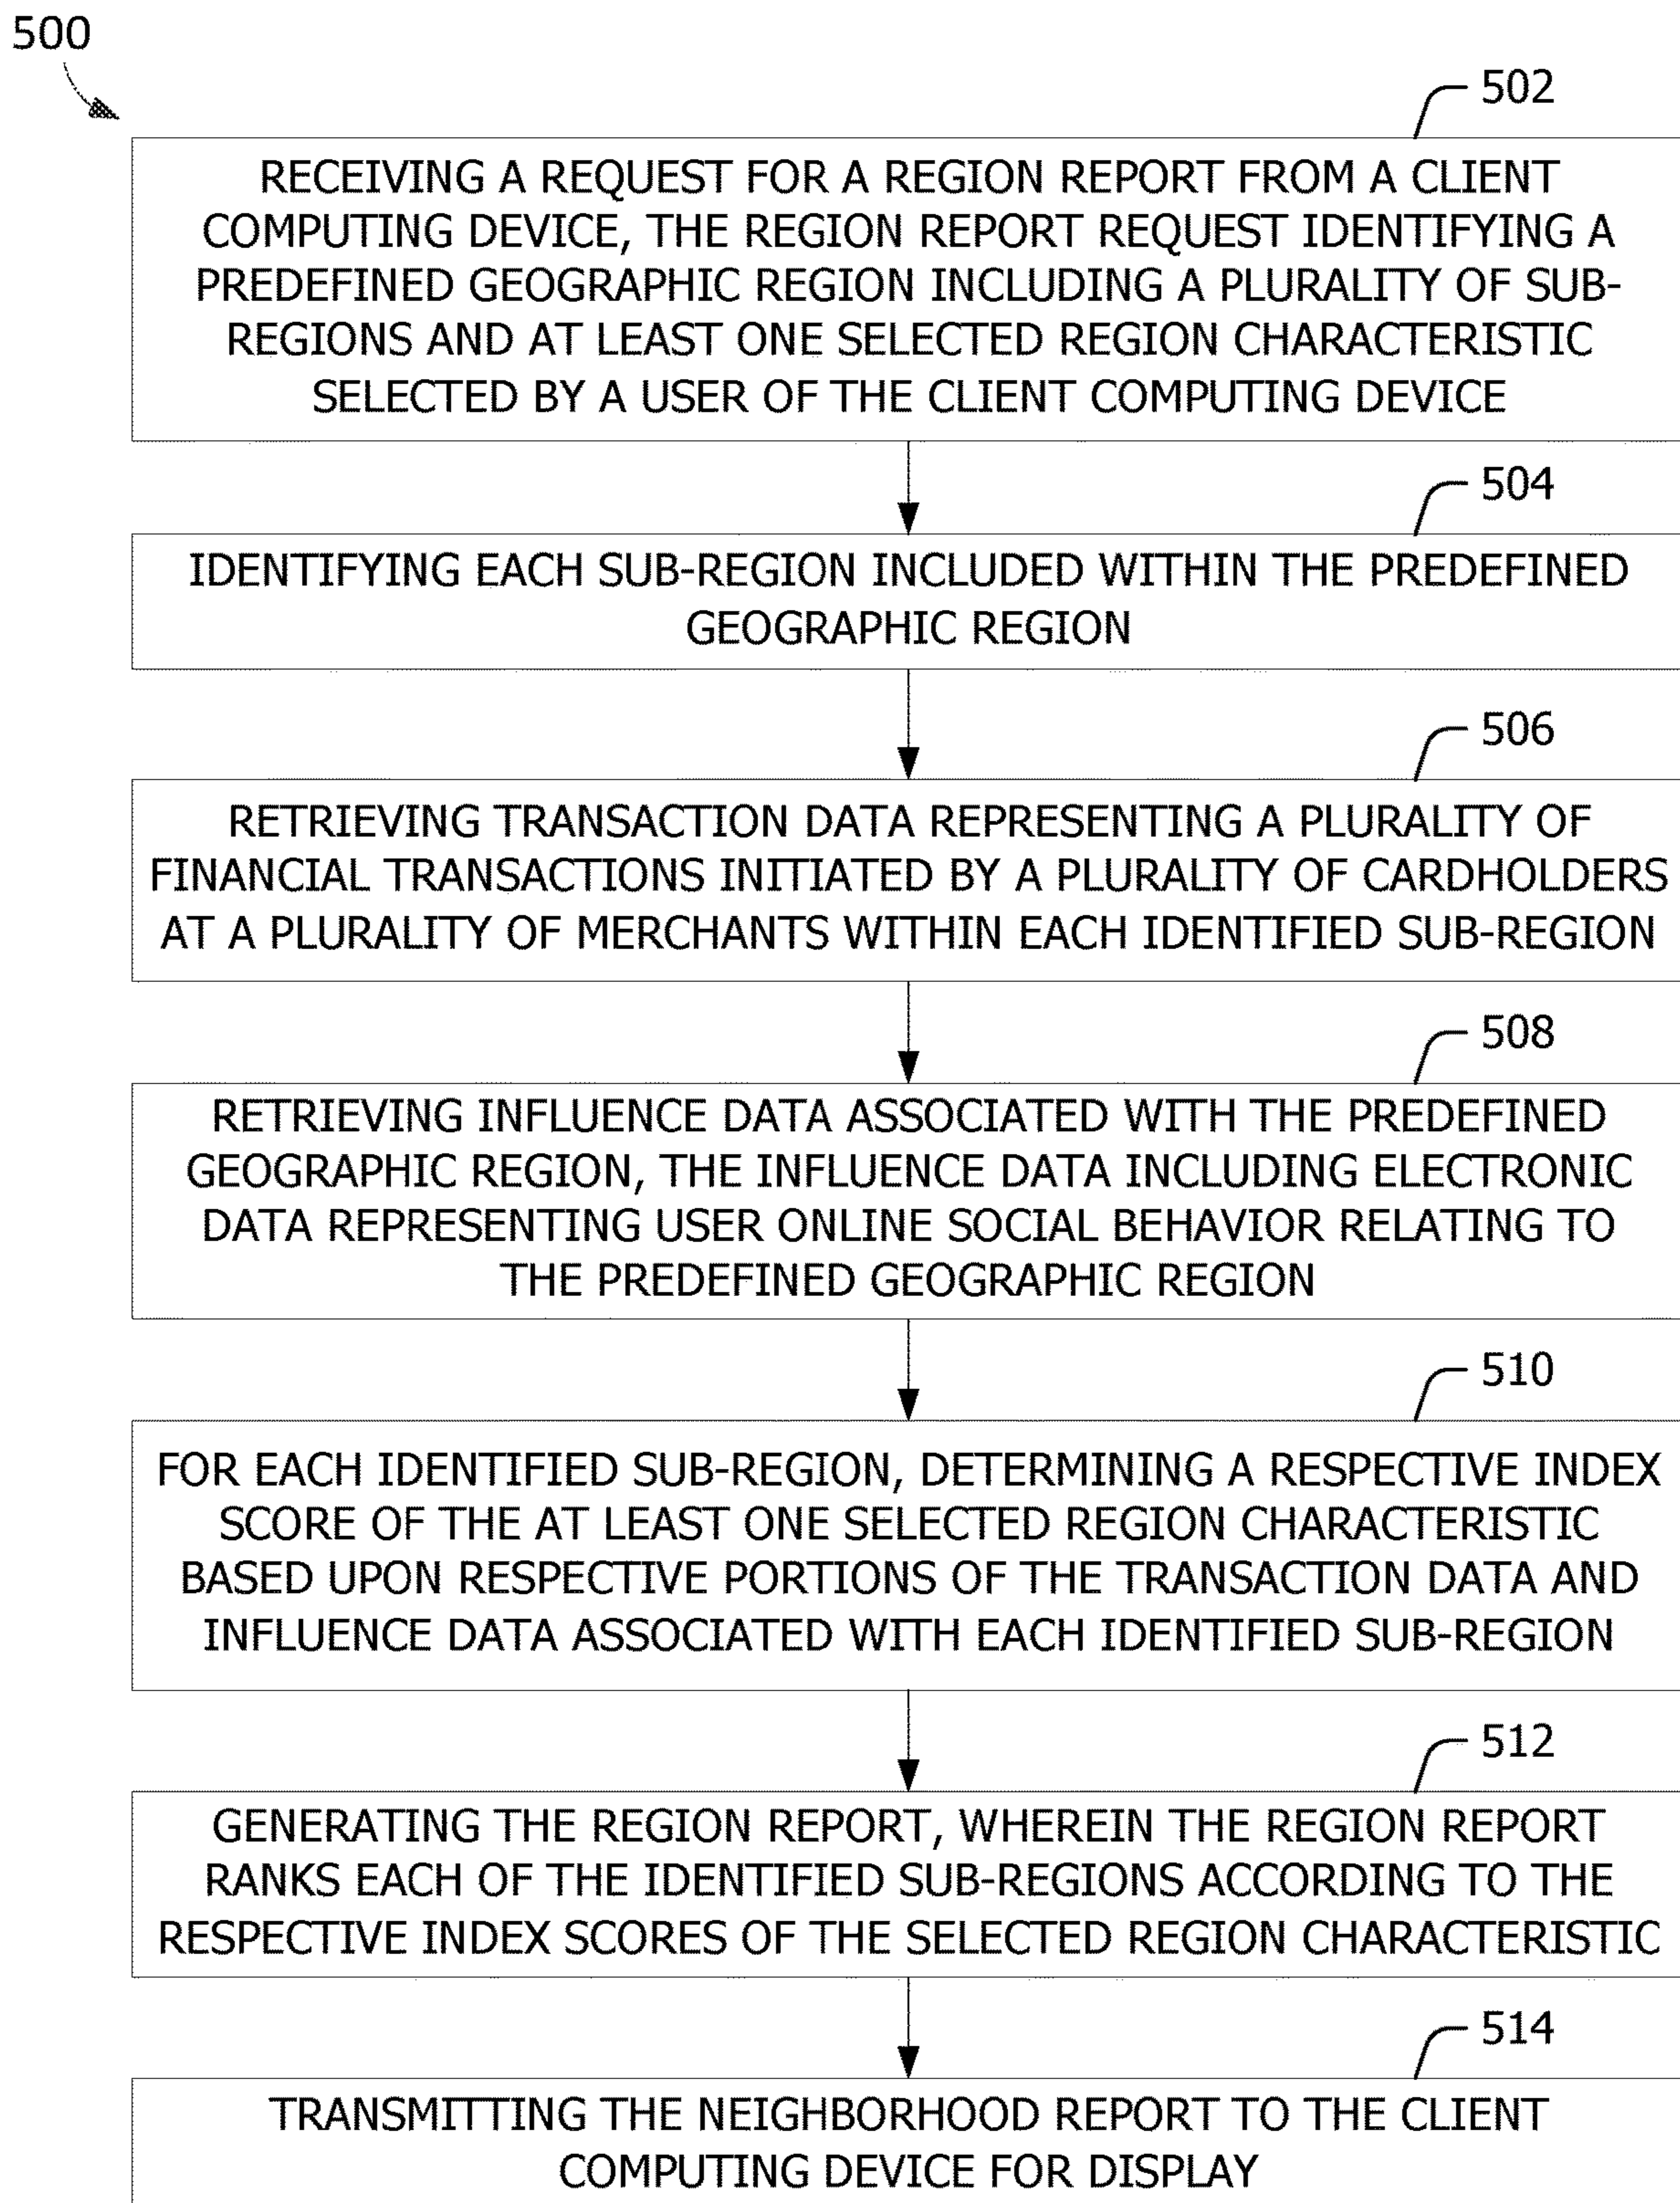 500
502
RECEIVING A REQUEST FOR A REGION REPORT FROM A CLIENT
COMPUTING DEVICE, THE REGION REPORT REQUEST IDENTIFYING A
PREDEFINED GEOGRAPHIC REGION INCLUDING A PLURALITY OF SUB-
REGIONS AND AT LEAST ONE SELECTED REGION CHARACTERISTIC
SELECTED BY A USER OF THE CLIENT COMPUTING DEVICE
504
IDENTIFYING EACH SUB-REGION INCLUDED WITHIN THE PREDEFINED
GEOGRAPHIC REGION
506
RETRIEVING TRANSACTION DATA REPRESENTING A PLURALITY OF
FINANCIAL TRANSACTIONS INITIATED BY A PLURALITY OF CARDHOLDERS
AT A PLURALITY OF MERCHANTS WITHIN EACH IDENTIFIED SUB-REGION
508
RETRIEVING INFLUENCE DATA ASSOCIATED WITH THE PREDEFINED
GEOGRAPHIC REGION, THE INFLUENCE DATA INCLUDING ELECTRONIC
DATA REPRESENTING USER ONLINE SOCIAL BEHAVIOR RELATING TO
THE PREDEFINED GEOGRAPHIC REGION
510
FOR EACH IDENTIFIED SUB-REGION, DETERMINING A RESPECTIVE INDEX
SCORE OF THE AT LEAST ONE SELECTED REGION CHARACTERISTIC
BASED UPON RESPECTIVE PORTIONS OF THE TRANSACTION DATA AND
INFLUENCE DATA ASSOCIATED WITH EACH IDENTIFIED SUB-REGION
512
GENERATING THE REGION REPORT, WHEREIN THE REGION REPORT
RANKS EACH OF THE IDENTIFIED SUB-REGIONS ACCORDING TO THE
RESPECTIVE INDEX SCORES OF THE SELECTED REGION CHARACTERISTIC
514
TRANSMITTING THE NEIGHBORHOOD REPORT TO THE CLIENT
COMPUTING DEVICE FOR DISPLAY